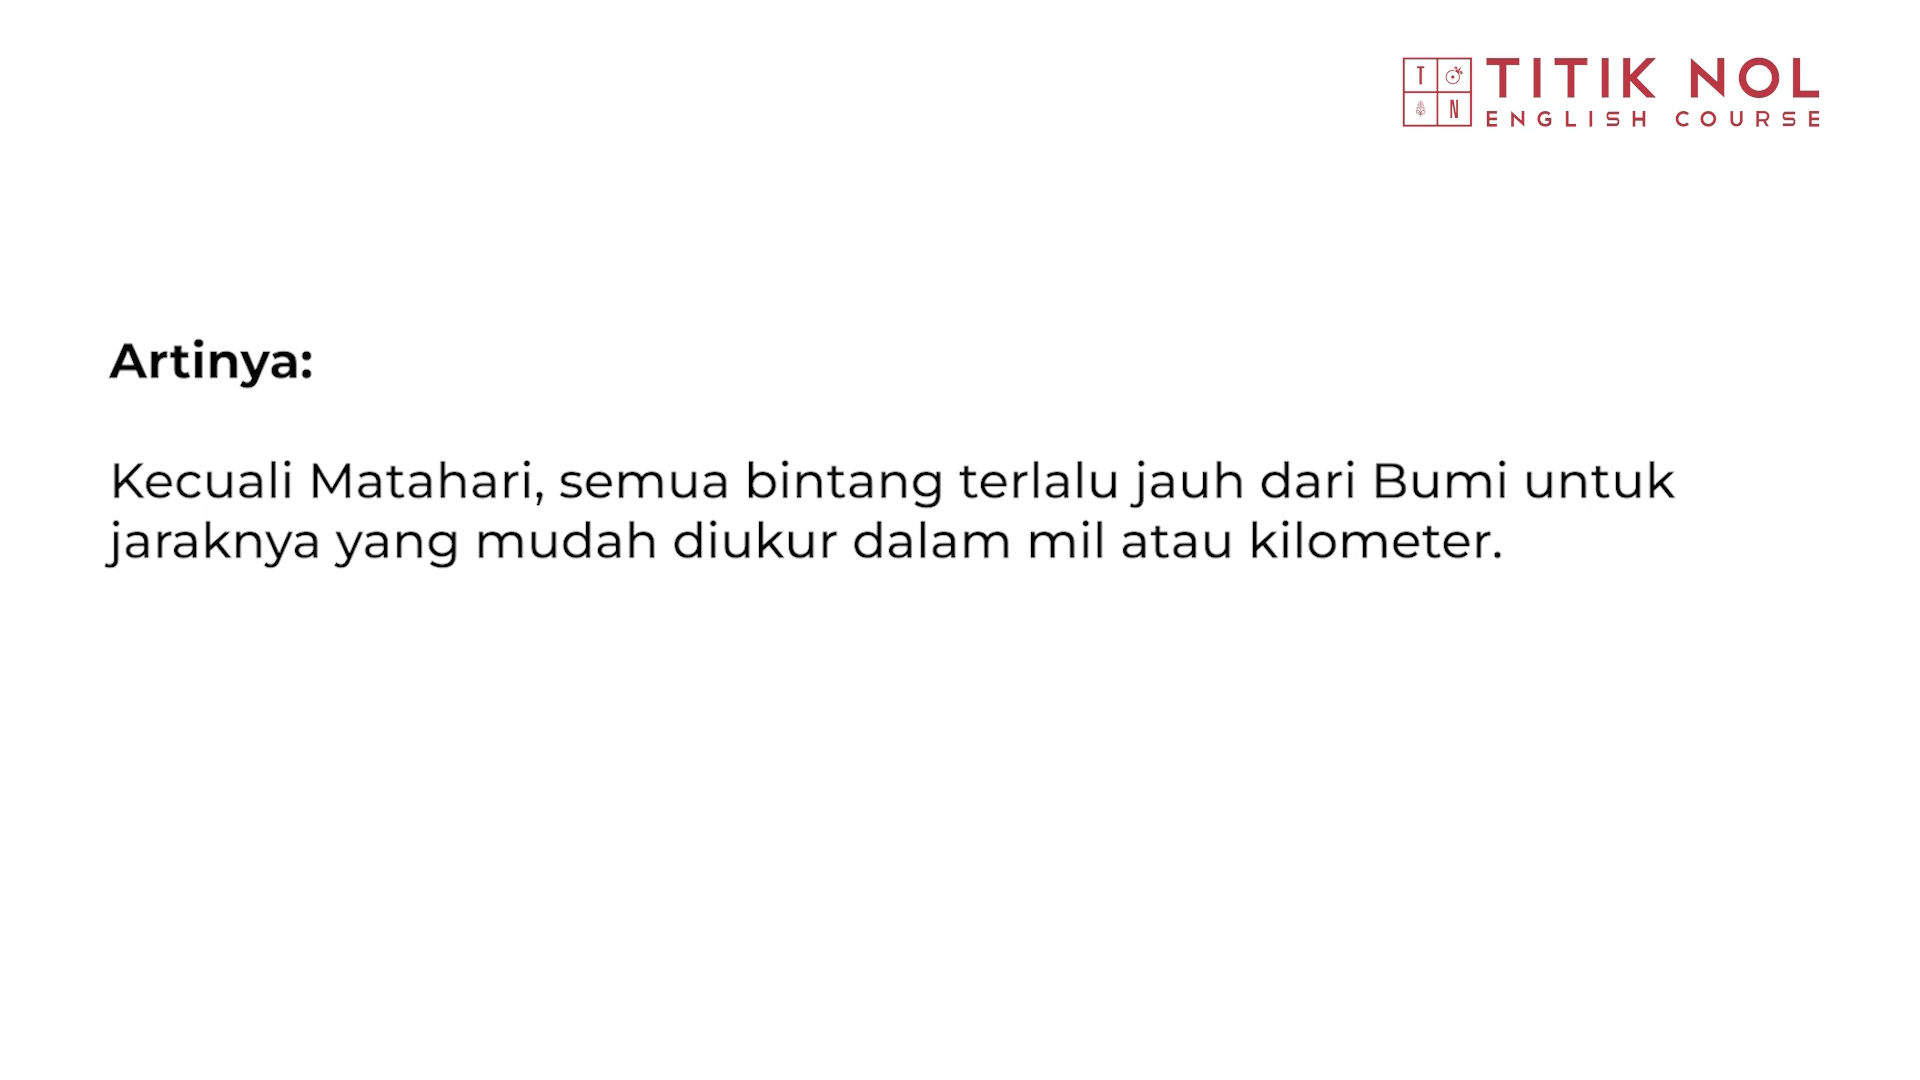 T
N
TITIK NOL
ENGLISH COURSE
Artinya:
Kecuali Matahari, semua bintang terlalu jauh dari Bumi untuk
jaraknya yang mudah diukur dalam mil atau kilometer.